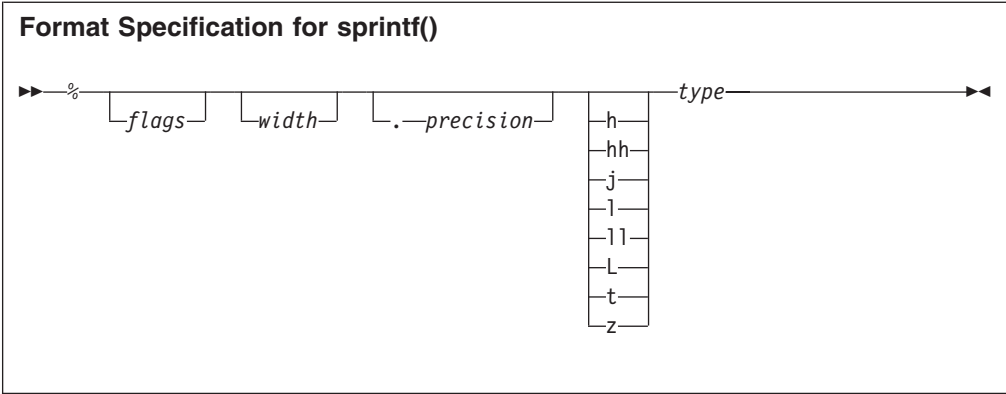 Format Specification for sprintf()
% type
flags width . precision h
hh
j
l
ll
L
t
z